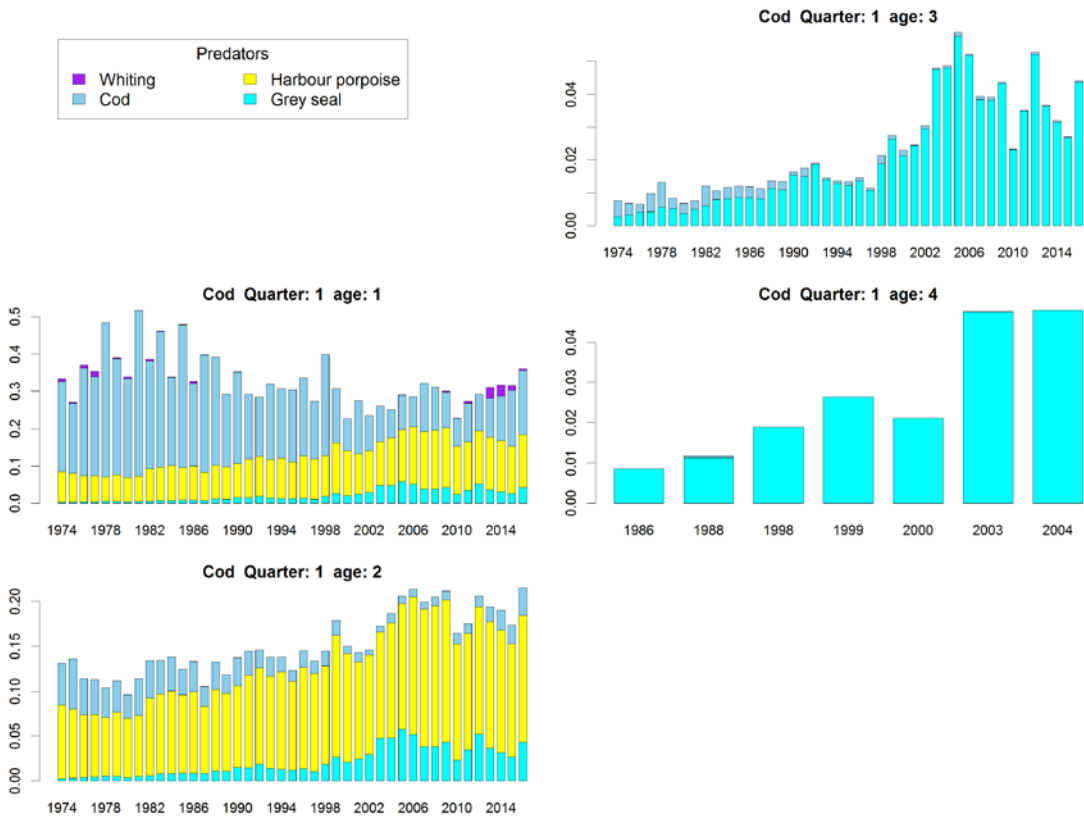 Predators
Whiting
Harbour porpoise
Cod
Grey seal
Cod Quarter: 1 age: 3
0.00 0.02 0.04
1974 1978 1982 1986 1990 1994 1998 2002 2006 2010 2014
Cod Quarter: 1 age: 1
0.0 0.1 0.2 0.3 0.4 0.5
1974 1978 1982 1986 1990 1994 1998 2002 2006 2010 2014
Cod Quarter: 1 age: 4
0.00 0.01 0.02 0.03 0.04
1986 1988 1998 1999 2000 2003 2004
Cod Quarter: 1 age: 2
0.00 0.05 0.10 0.15 0.20
1974 1978 1982 1986 1990 1994 1998 2002 2006 2010 2014